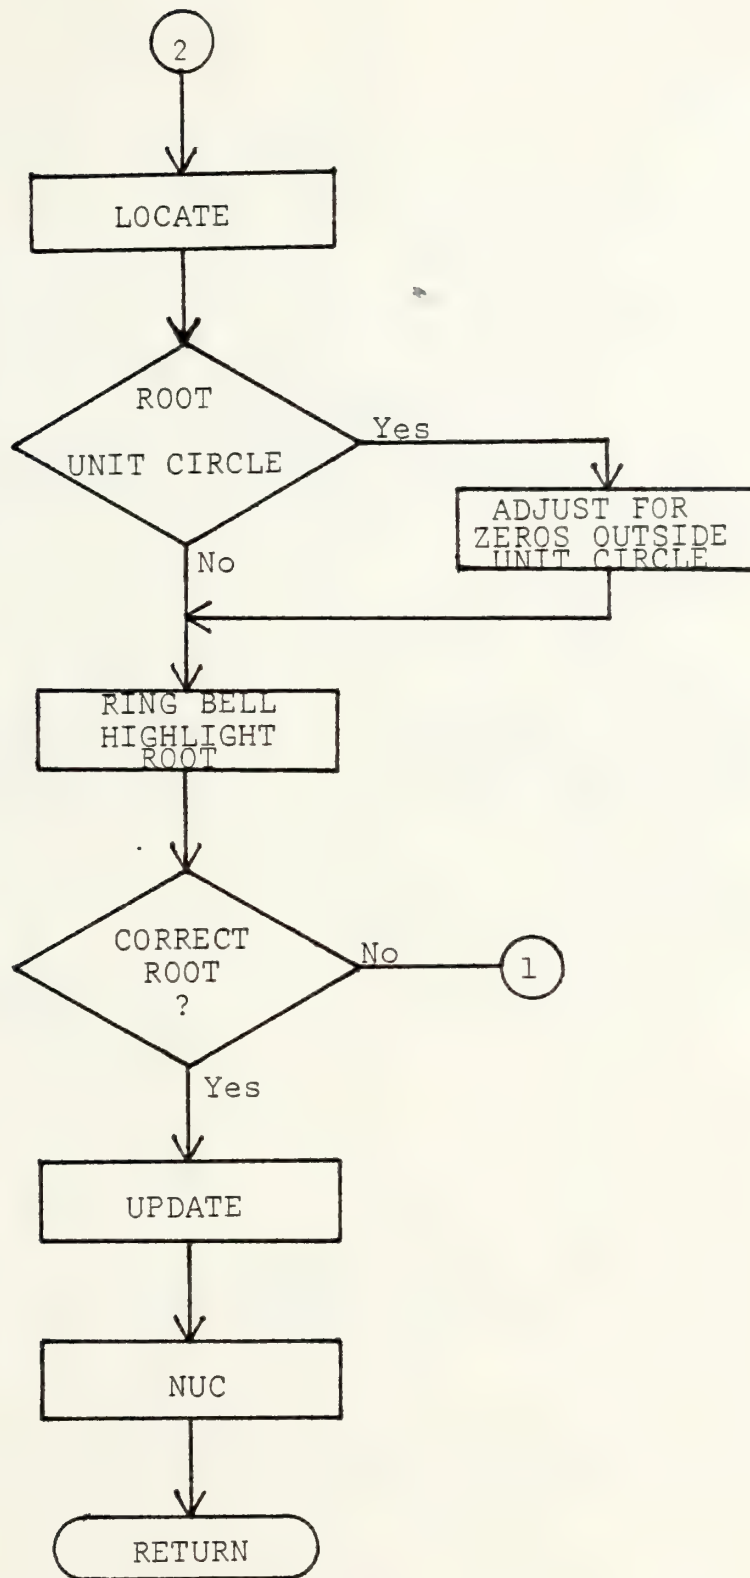 2
LOCATE
ROOT
UNIT CIRCLE
Yes
ADJUST FOR
ZEROS OUTSIDE
UNIT CIRCLE
No
RING BELL
HIGHLIGHT
ROOT
CORRECT
ROOT
?
No
1
Yes
UPDATE
NUC
RETURN